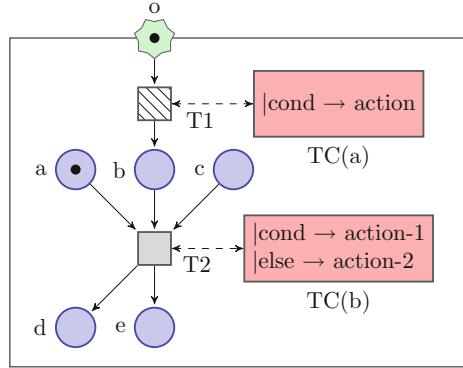 o
|cond → action
T1
TC(a)
a
b
c
|cond → action-1
|else → action-2
T2
TC(b)
d
e